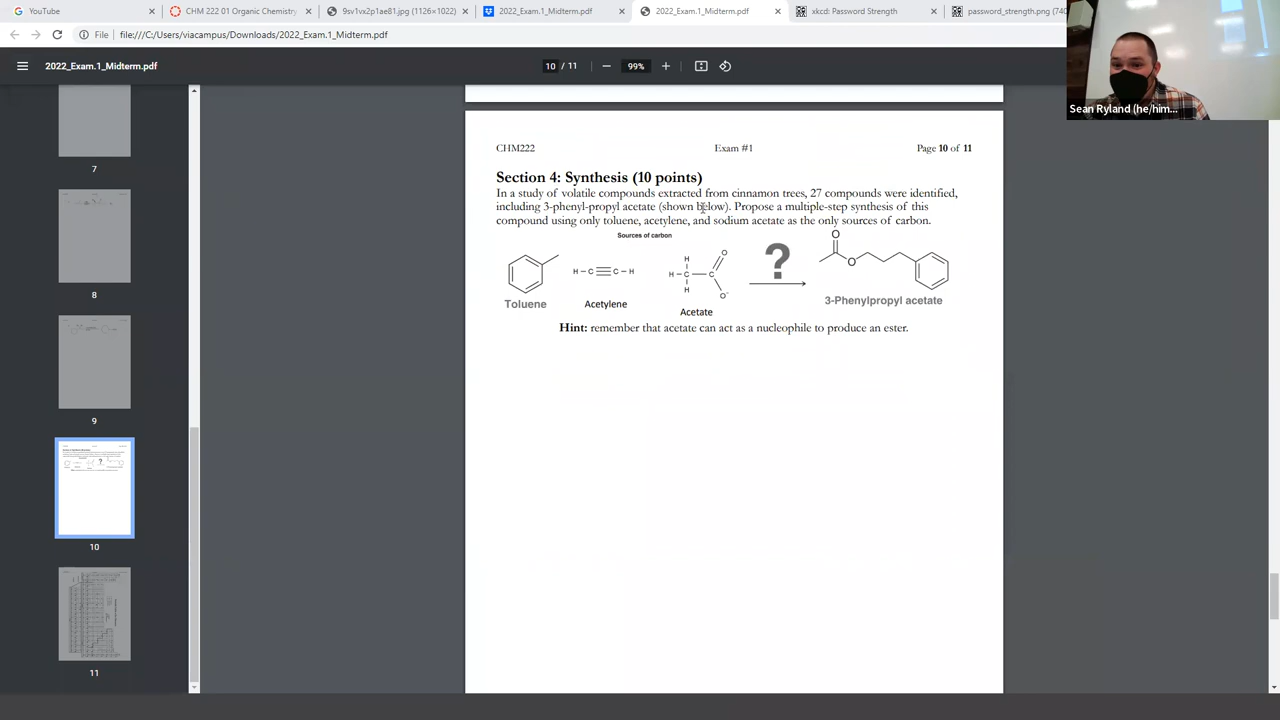 YouTube
CHM 222 01 Organic Chemistry
9sv1vx2p1ae81.jpg (1126×1022)
2022_Exam.1_Midterm.pdf
2022_Exam.1_Midterm.pdf
xkcd: Password Strength
password_strength.png (740
File
file:///C:/Users/viacampus/Downloads/2022_Exam.1_Midterm.pdf
2022_Exam.1_Midterm.pdf
10 / 11
99%
Sean Ryland (he/him...
7
8
9
10
11
CHM222
Exam #1
Page 10 of 11
Section 4: Synthesis (10 points)
In a study of volatile compounds extracted from cinnamon trees, 27 compounds were identified,
including 3-phenyl-propyl acetate (shown below). Propose a multiple-step synthesis of this
compound using only toluene, acetylene, and sodium acetate as the only sources of carbon.
Sources of carbon
Toluene
H C C H
Acetylene
H
H C C
H
O
O-
Acetate
?
O
O
3-Phenylpropyl acetate
Hint: remember that acetate can act as a nucleophile to produce an ester.